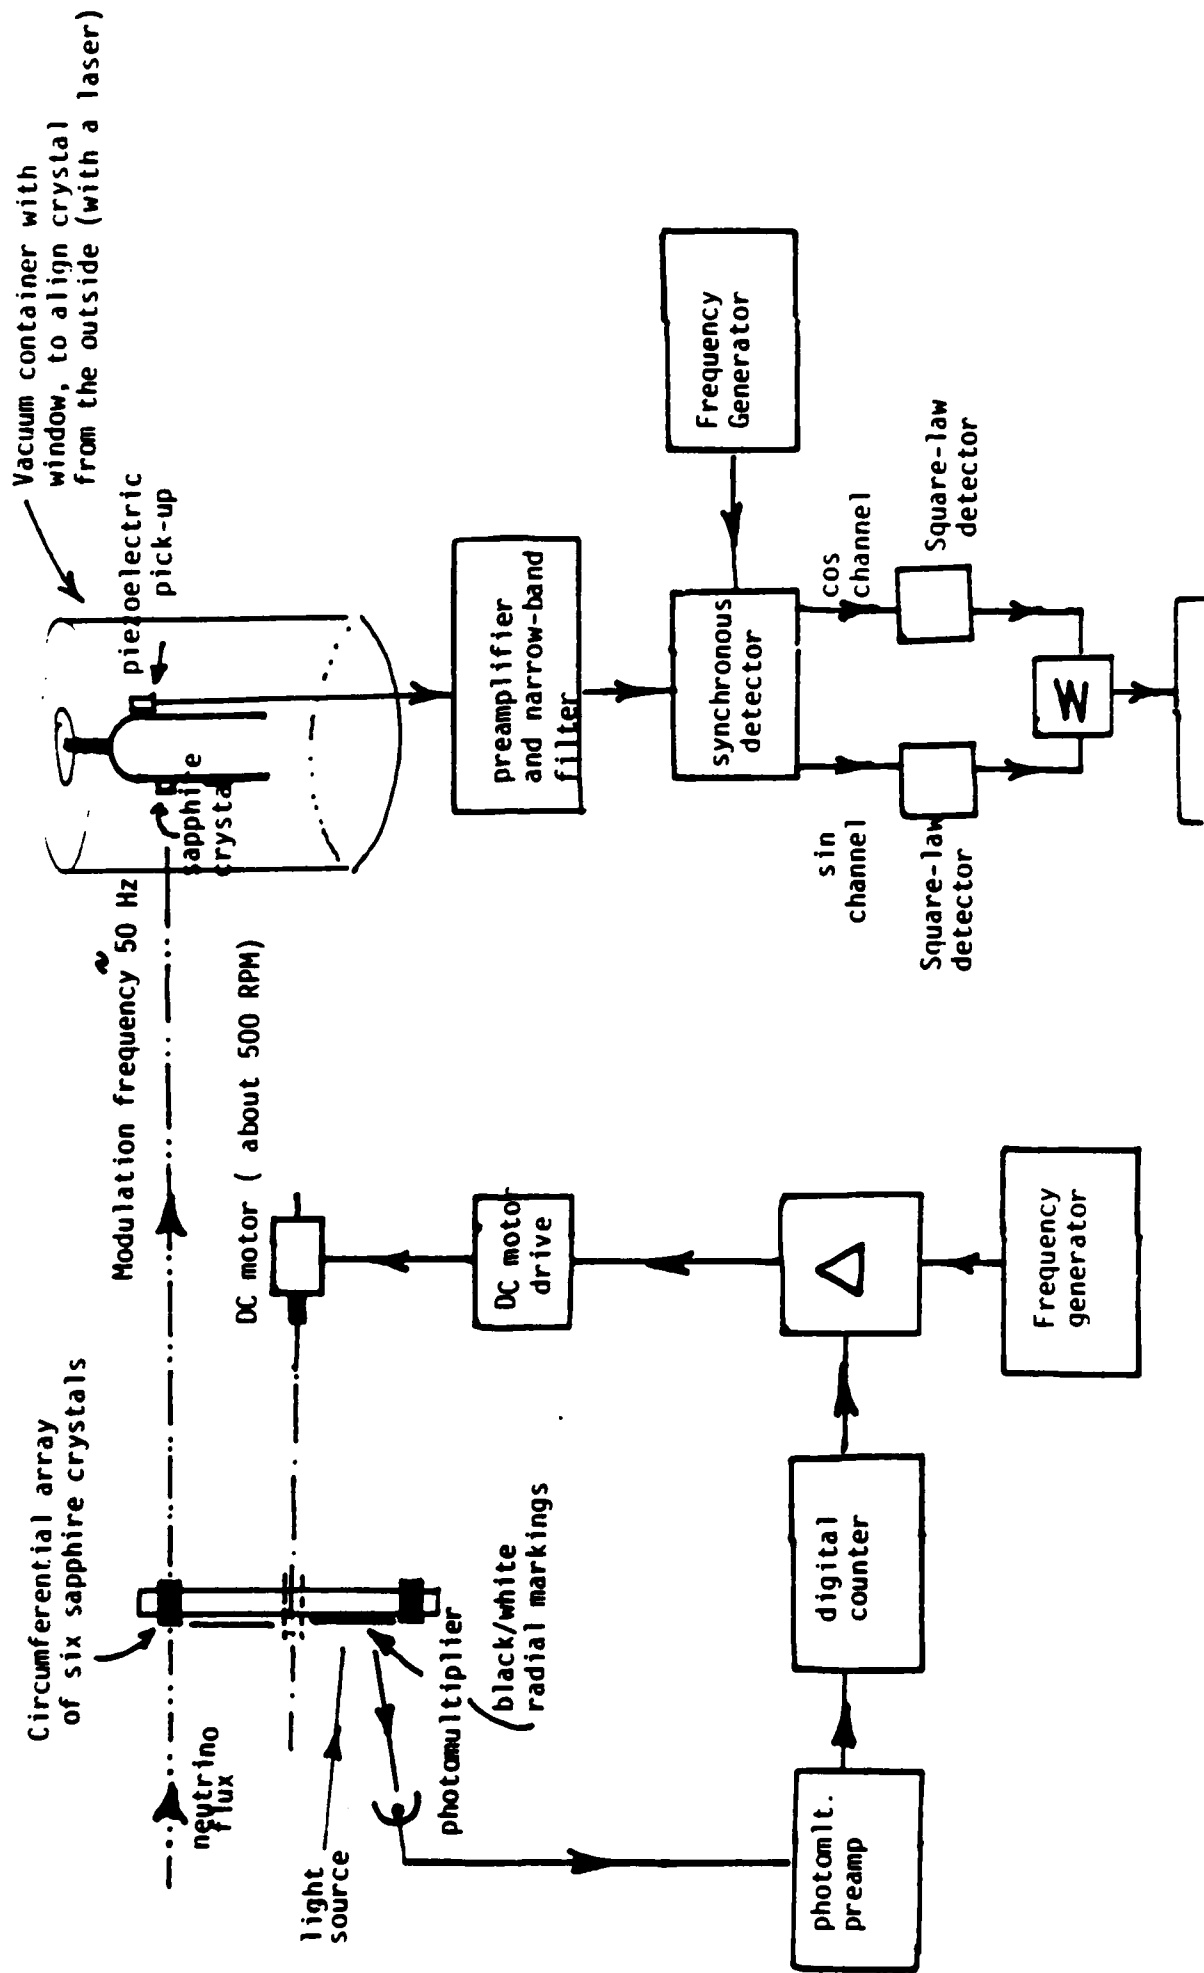 Vacuum container with
window, to align crystal
from the outside (with a laser)
Circumferential array
of six sapphire crystals
Modulation frequency ~ 50 Hz
piezoelectric
pick-up
sapphire
crystal
neutrino
flux
DC motor ( about 500 RPM)
light
source
photomultiplier
black/white
radial markings
DC motor
drive
preamplifier
and narrow-band
filter
Frequency
Generator
synchronous
detector
photomlt.
preamp
digital
counter
Δ
Frequency
generator
sin
channel
cos
channel
Square-law
detector
Square-law
detector
Σ